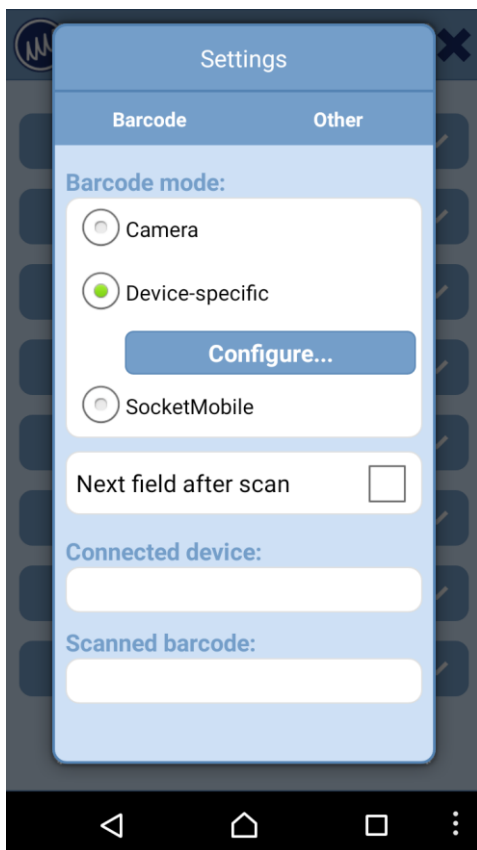 Settings
Barcode Other
Barcode mode:
Camera
Device-specific
Configure...
SocketMobile
Next field after scan
Connected device:
Scanned barcode: